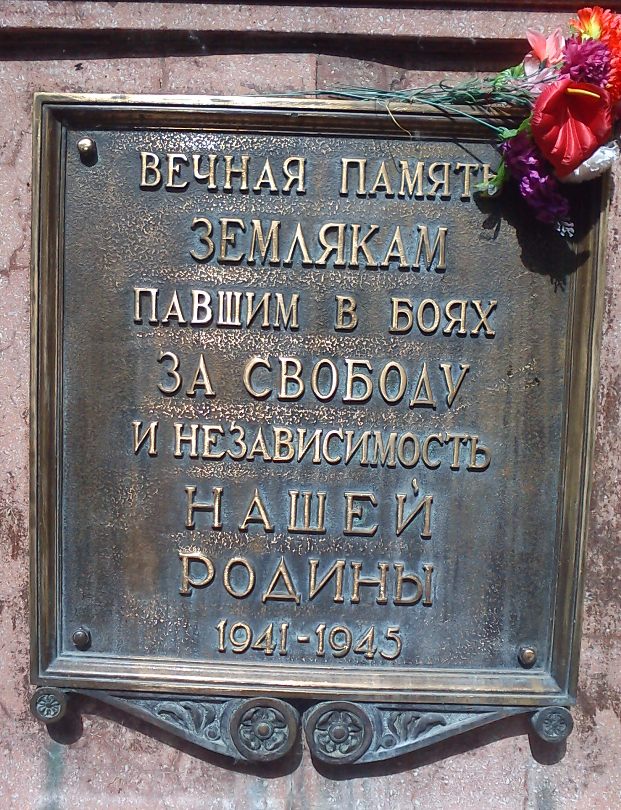 ВЕЧНАЯ ПАМЯТЬ
ЗЕМЛЯКАМ
ПАВШИМ В БОЯХ
ЗА СВОБОДУ
И НЕЗАВИСИМОСТЬ
НАШЕЙ
РОДИНЫ
1941-1945